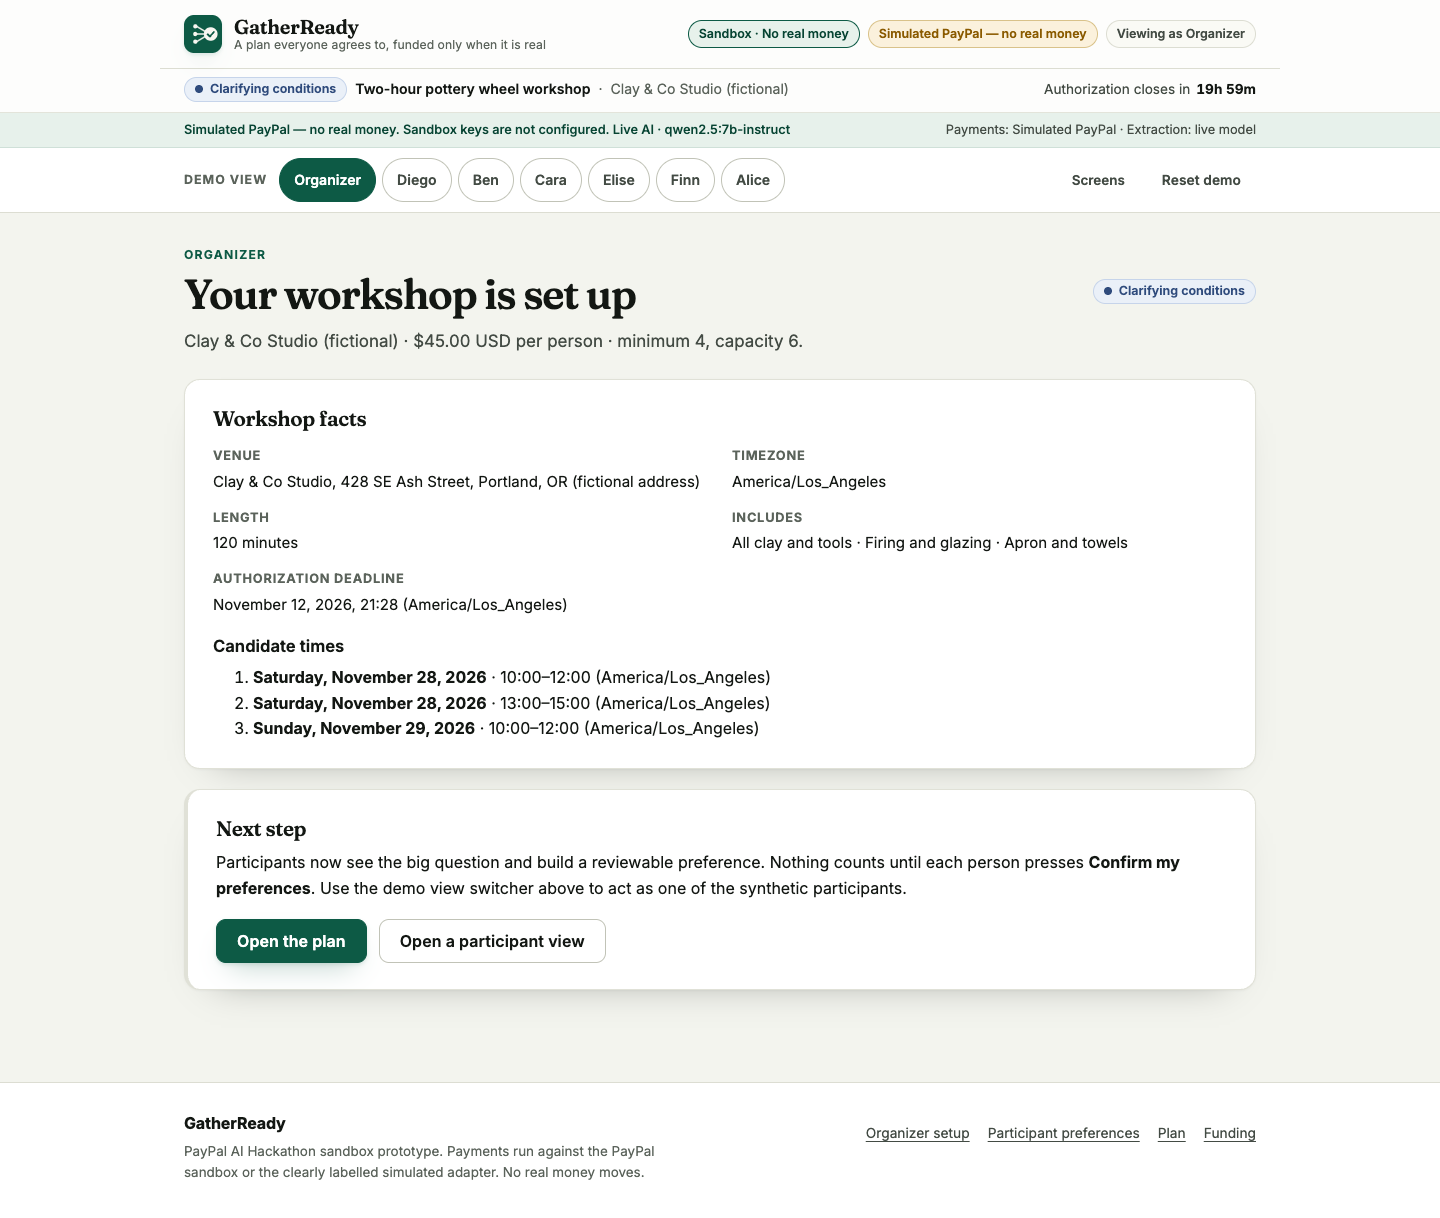 GatherReady
A plan everyone agrees to, funded only when it is real
Sandbox · No real money
Simulated PayPal — no real money
Viewing as Organizer
Clarifying conditions
Two-hour pottery wheel workshop · Clay & Co Studio (fictional)
Authorization closes in 19h 59m
Simulated PayPal — no real money. Sandbox keys are not configured. Live AI · qwen2.5:7b-instruct
Payments: Simulated PayPal · Extraction: live model
DEMO VIEW
Organizer
Diego
Ben
Cara
Elise
Finn
Alice
Screens
Reset demo
ORGANIZER
Your workshop is set up
Clarifying conditions
Clay & Co Studio (fictional) · $45.00 USD per person · minimum 4, capacity 6.
Workshop facts
VENUE
Clay & Co Studio, 428 SE Ash Street, Portland, OR (fictional address)
TIMEZONE
America/Los_Angeles
LENGTH
120 minutes
INCLUDES
All clay and tools · Firing and glazing · Apron and towels
AUTHORIZATION DEADLINE
November 12, 2026, 21:28 (America/Los_Angeles)
Candidate times
1. Saturday, November 28, 2026 · 10:00–12:00 (America/Los_Angeles)
2. Saturday, November 28, 2026 · 13:00–15:00 (America/Los_Angeles)
3. Sunday, November 29, 2026 · 10:00–12:00 (America/Los_Angeles)
Next step
Participants now see the big question and build a reviewable preference. Nothing counts until each person presses Confirm my
preferences. Use the demo view switcher above to act as one of the synthetic participants.
Open the plan
Open a participant view
GatherReady
PayPal AI Hackathon sandbox prototype. Payments run against the PayPal
sandbox or the clearly labelled simulated adapter. No real money moves.
Organizer setup
Participant preferences
Plan
Funding